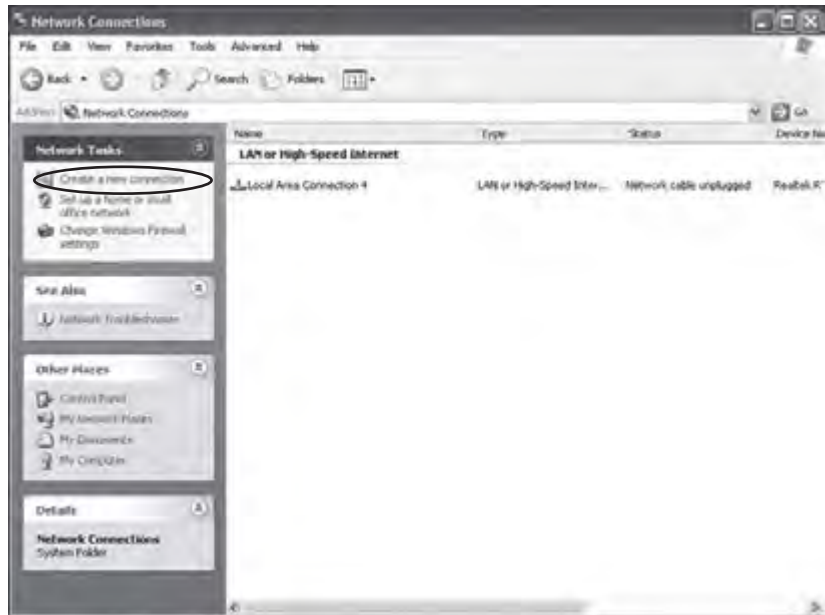 Network Connections
File Edit View Favorites Tools Advanced Help
Back Search Folders
Address Network Connections Go
Network Tasks
Create a new connection
Set up a home or small
office network
Change Windows Firewall
settings
See Also
Network Troubleshooter
Other Places
Control Panel
My Network Places
My Documents
My Computer
Details
Network Connections
System Folder
Name Type Status Device Na
LAN or High-Speed Internet
Local Area Connection 4 LAN or High-Speed Inter... Network cable unplugged Realtek R